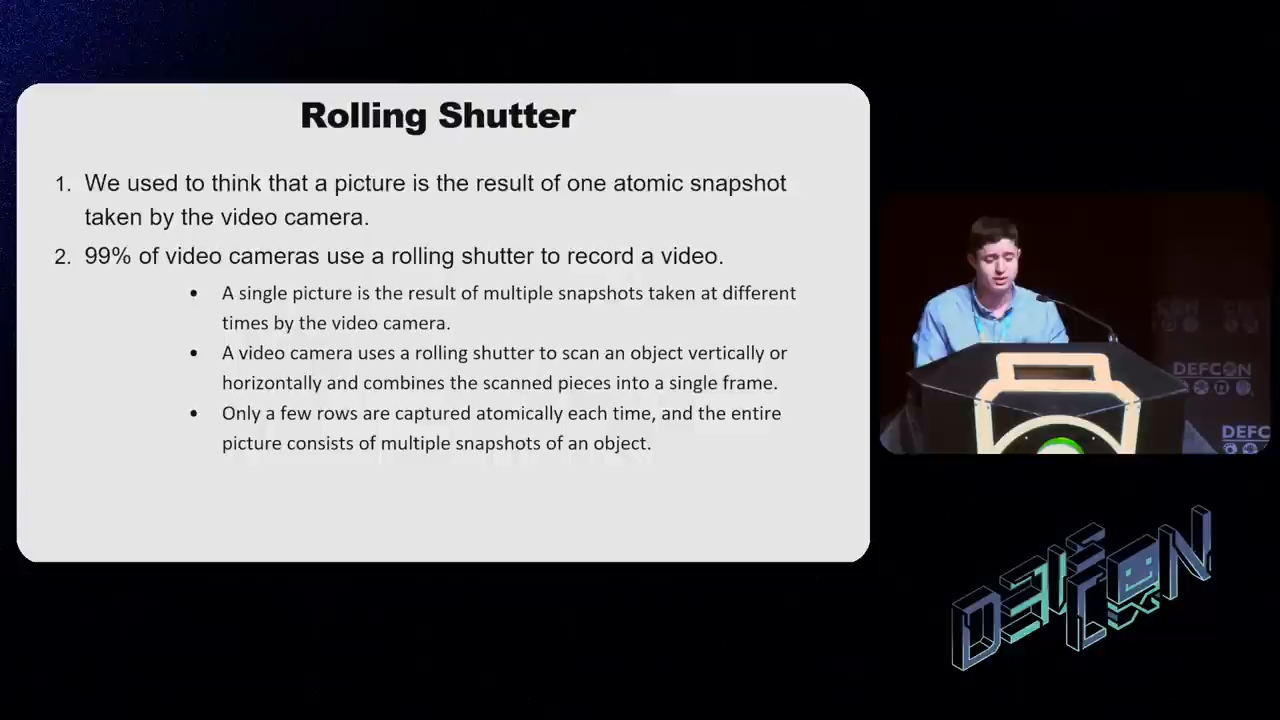 Rolling Shutter
1. We used to think that a picture is the result of one atomic snapshot
taken by the video camera.
2. 99% of video cameras use a rolling shutter to record a video.
• A single picture is the result of multiple snapshots taken at different
times by the video camera.
• A video camera uses a rolling shutter to scan an object vertically or
horizontally and combines the scanned pieces into a single frame.
• Only a few rows are captured atomically each time, and the entire
picture consists of multiple snapshots of an object.
DEFCON
DEFC
DEFCON